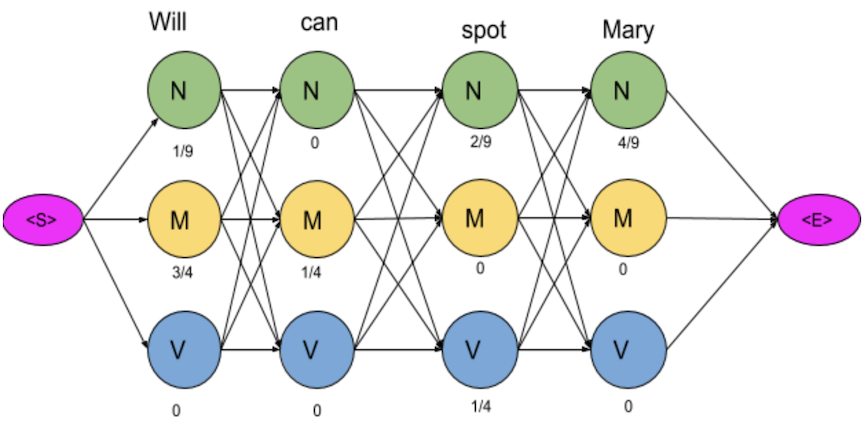 Will can spot Mary
N N N N
1/9 0 2/9 4/9
<S> M M M M <E>
3/4 1/4 0 0
V V V V
0 0 1/4 0